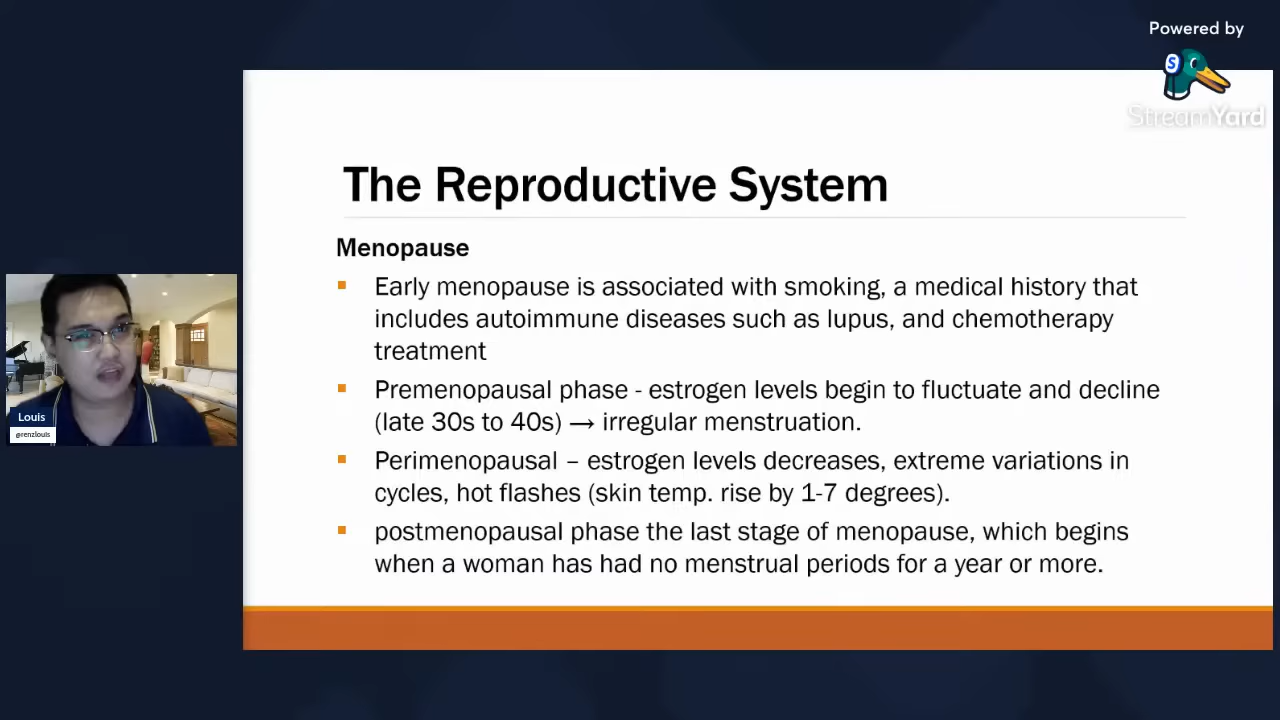 Powered by
S
StreamYard
The Reproductive System
Menopause
▪ Early menopause is associated with smoking, a medical history that
includes autoimmune diseases such as lupus, and chemotherapy
treatment
▪ Premenopausal phase - estrogen levels begin to fluctuate and decline
(late 30s to 40s) → irregular menstruation.
▪ Perimenopausal – estrogen levels decreases, extreme variations in
cycles, hot flashes (skin temp. rise by 1-7 degrees).
▪ postmenopausal phase the last stage of menopause, which begins
when a woman has had no menstrual periods for a year or more.
Louis
@renzlouis